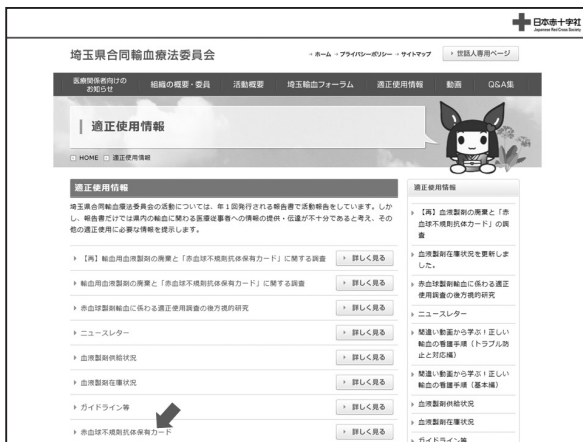 日本赤十字社
Japanese Red Cross Society
埼玉県合同輸血療法委員会
ホーム
プライバシーポリシー
サイトマップ
世話人専用ページ
医療関係者向けの
お知らせ
組織の概要・委員
活動概要
埼玉輸血フォーラム
適正使用情報
動画
Q&A集
適正使用情報
HOME 適正使用情報
適正使用情報
埼玉県合同輸血療法委員会の活動については、年1回発行される報告書で活動報告をしています。しか
し、報告書だけでは県内の輸血に関わる医療従事者への情報の提供・伝達が不十分であると考え、その
他の適正使用に必要な情報を提示します。
【再】輸血用血液製剤の廃棄と「赤血球不規則抗体保有カード」に関する調査 詳しく見る
輸血用血液製剤の廃棄と「赤血球不規則抗体保有カード」に関する調査 詳しく見る
赤血球製剤輸血に係わる適正使用調査の後方視的研究 詳しく見る
ニュースレター 詳しく見る
血液製剤供給状況 詳しく見る
血液製剤在庫状況 詳しく見る
ガイドライン等 詳しく見る
赤血球不規則抗体保有カード 詳しく見る
適正使用情報
【再】血液製剤の廃棄と「赤
血球不規則抗体カード」の調
査
血液製剤在庫状況を更新しま
した。
赤血球製剤輸血に係わる適正
使用調査の後方視的研究
ニュースレター
間違い動画から学ぶ!正しい
輸血の看護手順（トラブル防
止と対応編）
間違い動画から学ぶ!正しい
輸血の看護手順（基本編）
血液製剤供給状況
血液製剤在庫状況
ガイドライン等